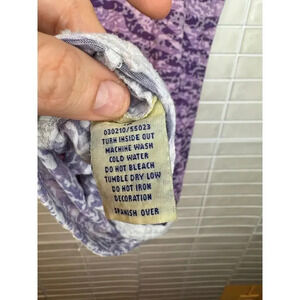 030210/55023
TURN INSIDE OUT
MACHINE WASH
COLD WATER
DO NOT BLEACH
TUMBLE DRY LOW
DO NOT IRON
DECORATION
SPANISH OVER